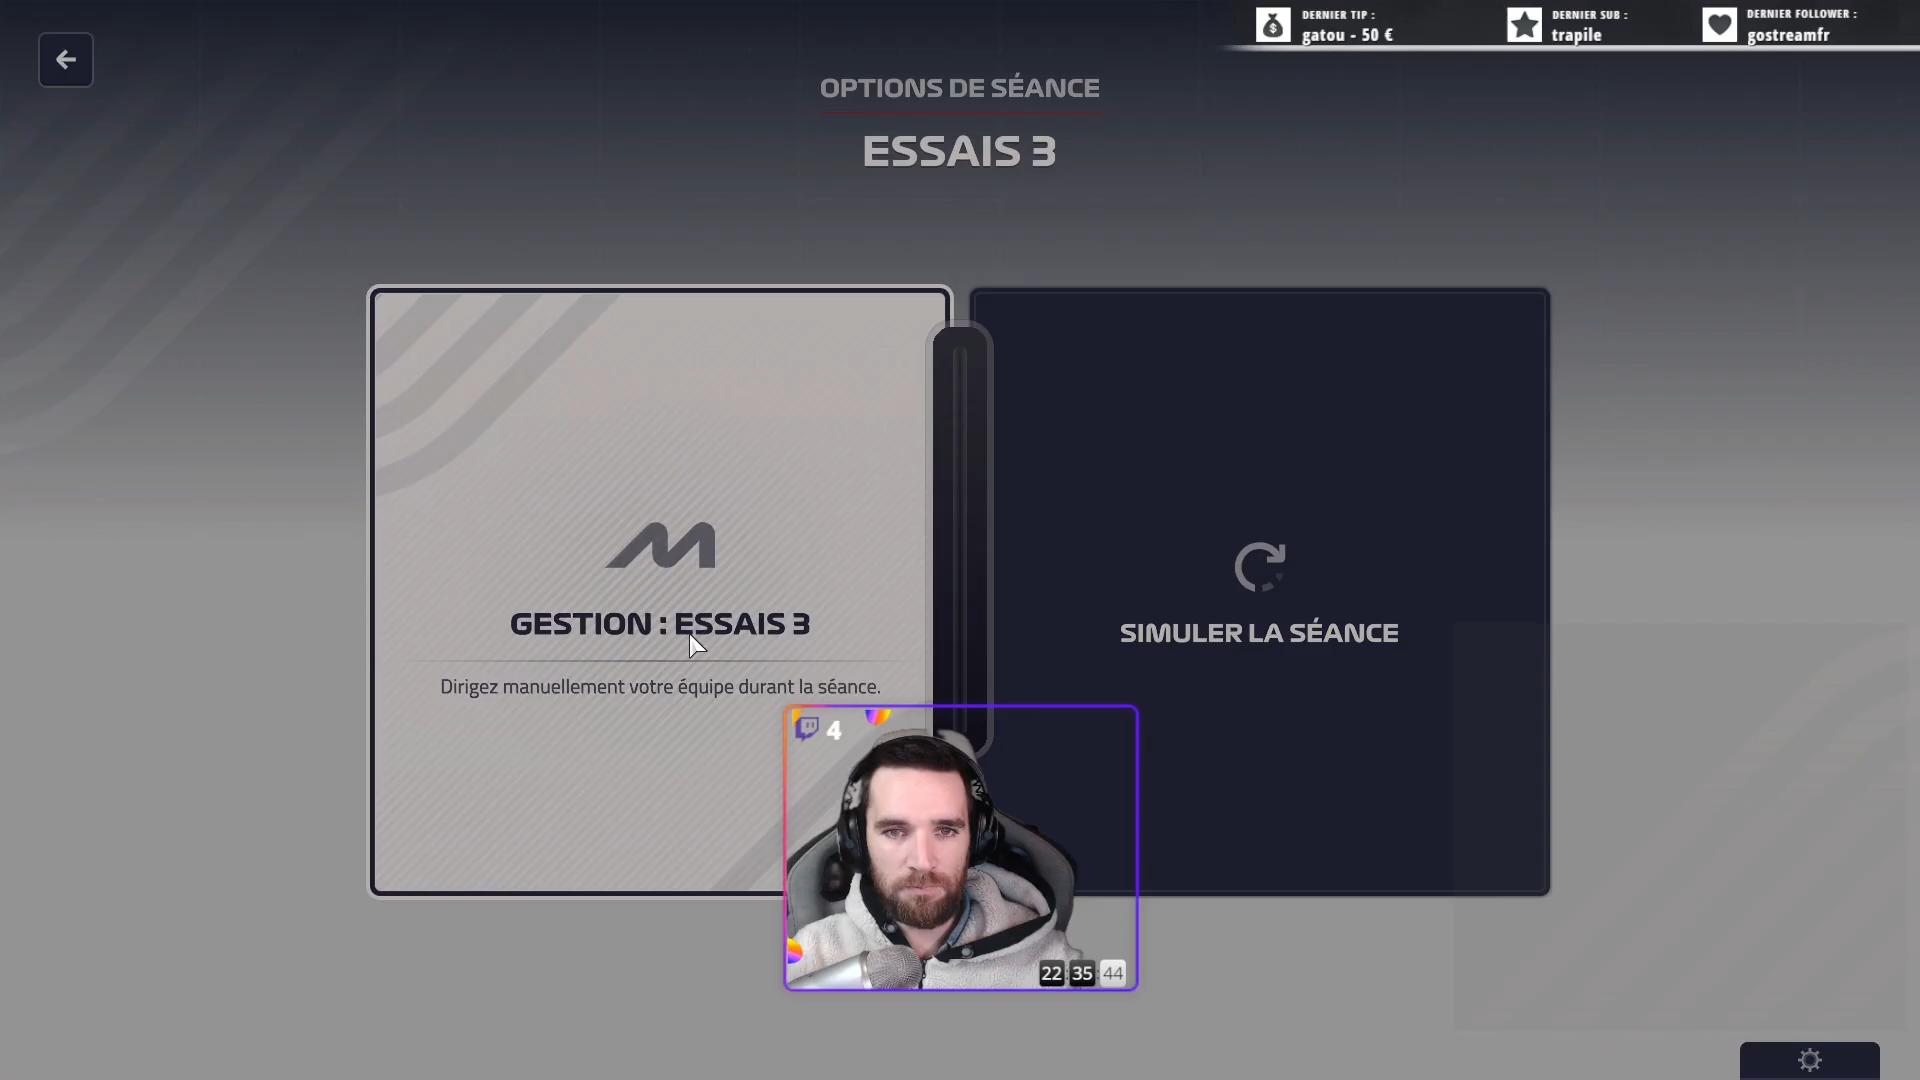 DERNIER TIP :
gatou - 50 €
DERNIER SUB :
trapile
DERNIER FOLLOWER :
gostreamfr
OPTIONS DE SÉANCE
ESSAIS 3
GESTION : ESSAIS 3
Dirigez manuellement votre équipe durant la séance.
SIMULER LA SÉANCE
4
22:35:44